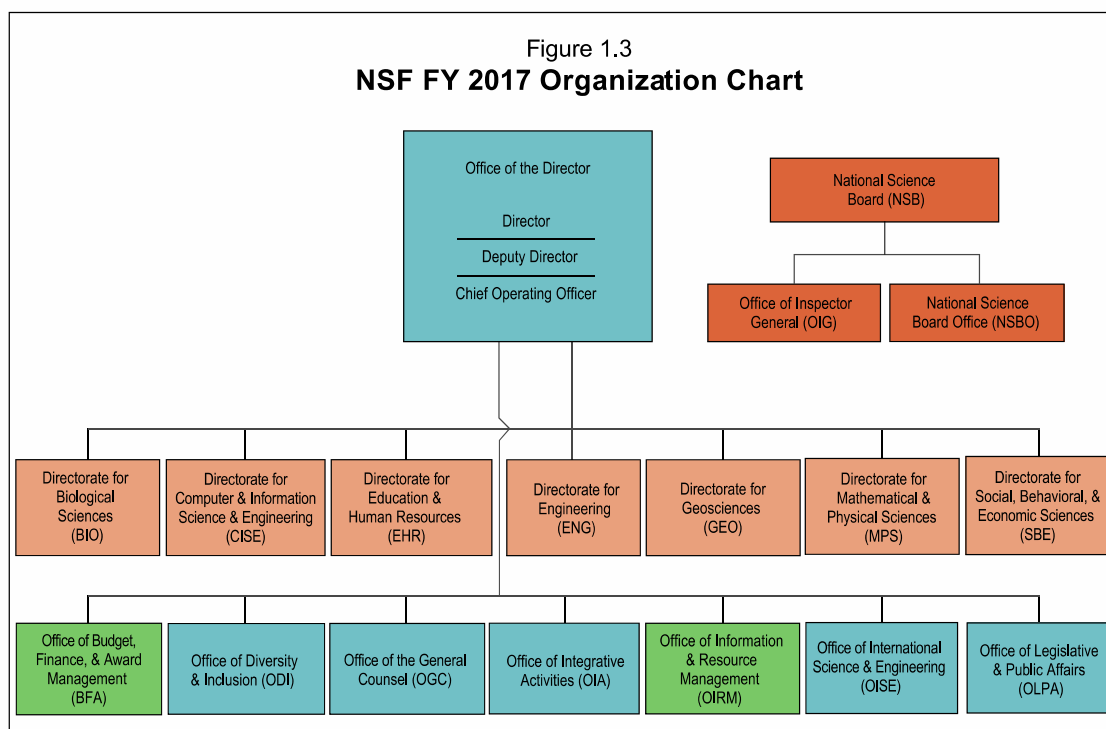 Figure 1.3
NSF FY 2017 Organization Chart
Office of the Director
Director
Deputy Director
Chief Operating Officer
National Science
Board (NSB)
Office of Inspector
General (OIG)
National Science
Board Office (NSBO)
Directorate for
Biological
Sciences
(BIO)
Directorate for
Computer & Information
Science & Engineering
(CISE)
Directorate for
Education &
Human Resources
(EHR)
Directorate for
Engineering
(ENG)
Directorate for
Geosciences
(GEO)
Directorate for
Mathematical &
Physical Sciences
(MPS)
Directorate for
Social, Behavioral, &
Economic Sciences
(SBE)
Office of Budget,
Finance, & Award
Management
(BFA)
Office of Diversity
& Inclusion (ODI)
Office of the General
Counsel (OGC)
Office of Integrative
Activities (OIA)
Office of Information
& Resource
Management
(OIRM)
Office of International
Science & Engineering
(OISE)
Office of Legislative
& Public Affairs
(OLPA)